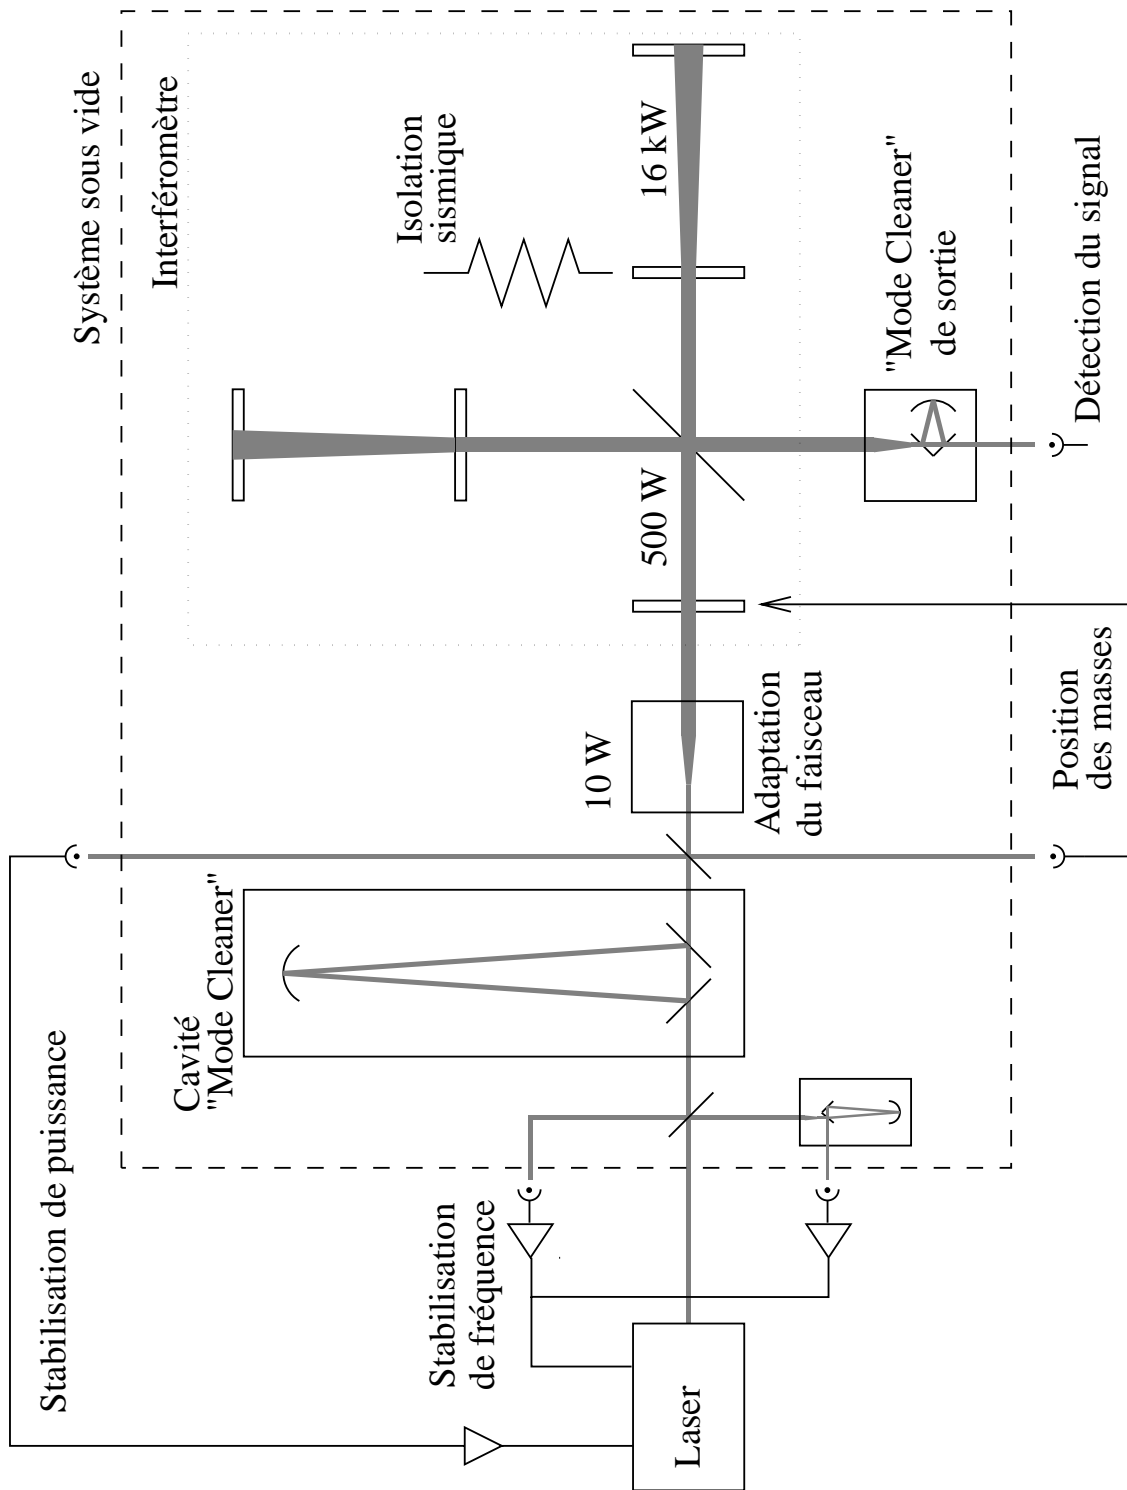 Système sous vide
Interféromètre
Isolation
sismique
16 kW
"Mode Cleaner"
de sortie
Détection du signal
500 W
10 W
Adaptation
du faisceau
Position
des masses
Cavité
"Mode Cleaner"
Stabilisation de puissance
Stabilisation
de fréquence
Laser